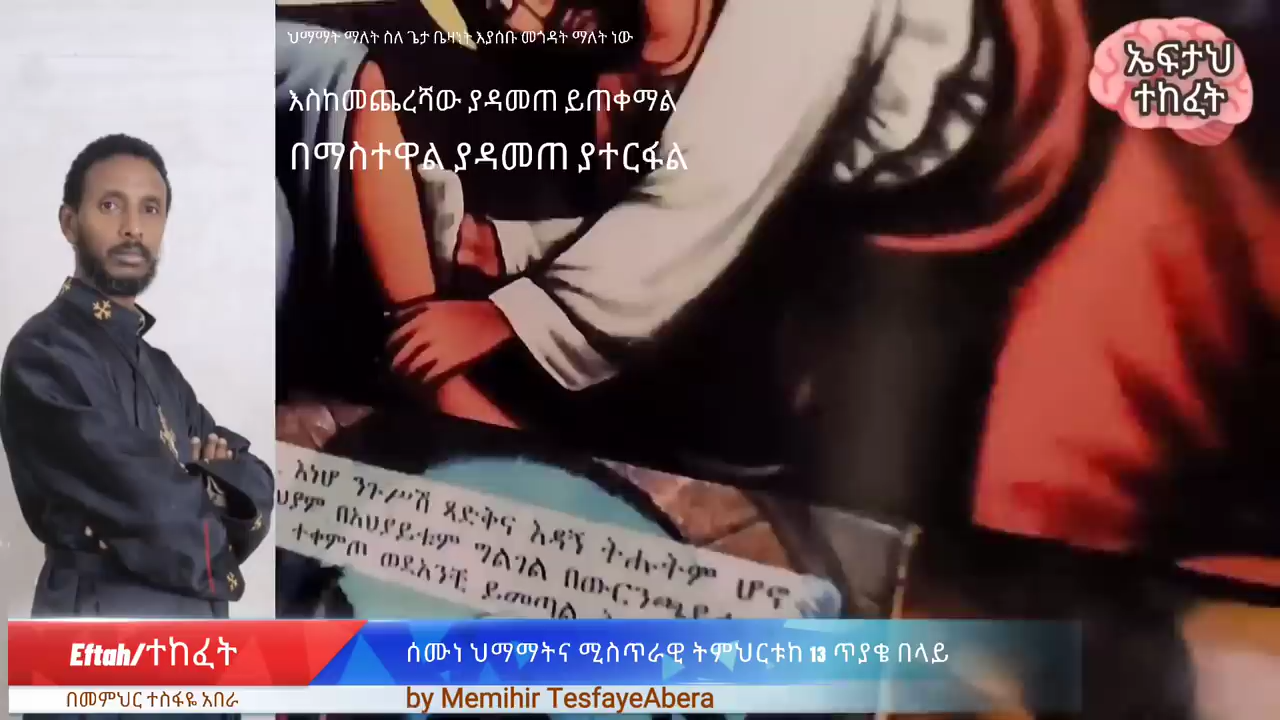 ህማማት ማለት ስለ ጌታ ቤዛነት እያሰቡ መጎዳት ማለት ነው
እስከመጨረሻው ያዳመጠ ይጠቀማል
በማስተዋል ያዳመጠ ያተርፋል
ኤፍታህ
ተከፈት
እነሆ ንጉሥሽ ጻድቅና አዳኝ ትሑትም ሆኖ
በአህያይቱም ግልገል
ተቀምጦ ወደአንቺ ይመጣል
Eftah/ተከፈት
ሰሙነ ህማማትና ሚስጥራዊ ትምህርቱከ 13 ጥያቄ በላይ
በመምህር ተስፋዬ አበራ
by Memihir TesfayeAbera